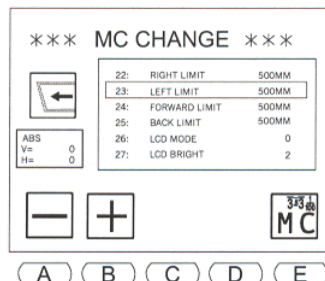 *** MC CHANGE ***
22: RIGHT LIMIT 500MM
23: LEFT LIMIT 500MM
24: FORWARD LIMIT 500MM
25: BACK LIMIT 500MM
26: LCD MODE 0
27: LCD BRIGHT 2
ABS
V= 0
H= 0
MC
A B C D E